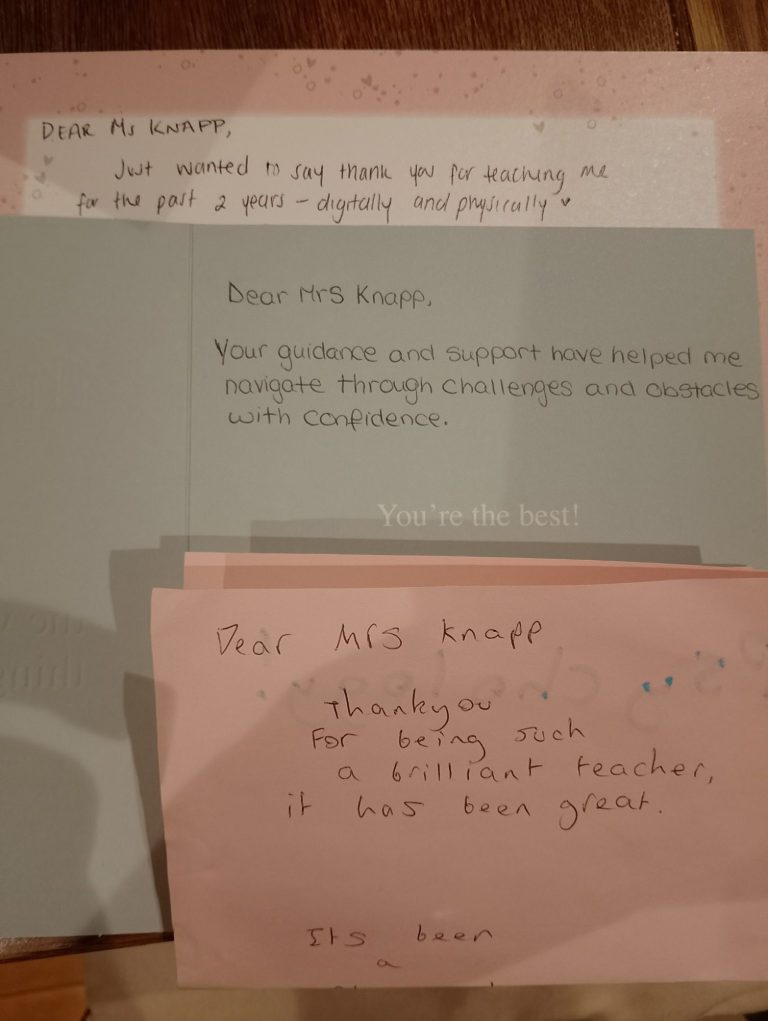 DEAR Ms KNAPP,
Just wanted to say thank you for teaching me
for the past 2 years – digitally and physically
Dear Mrs Knapp,
Your guidance and support have helped me
navigate through challenges and obstacles
with confidence.
You're the best!
Dear Mrs Knapp
Thankyou
For being such
a brilliant teacher,
it has been great.
Its been
a